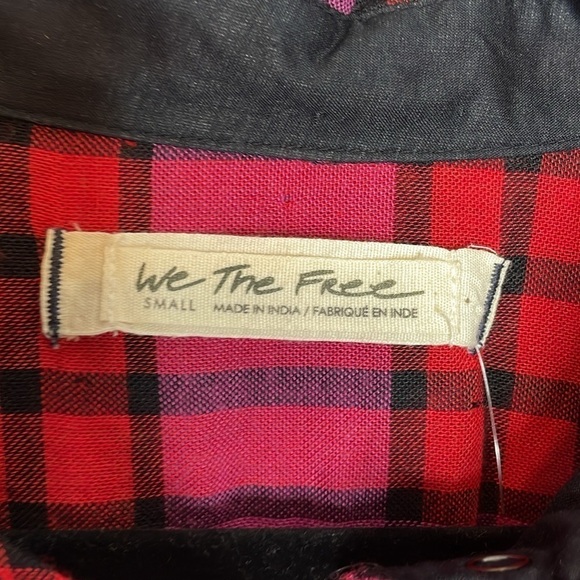 We The Free
SMALL MADE IN INDIA / FABRIQUÉ EN INDE